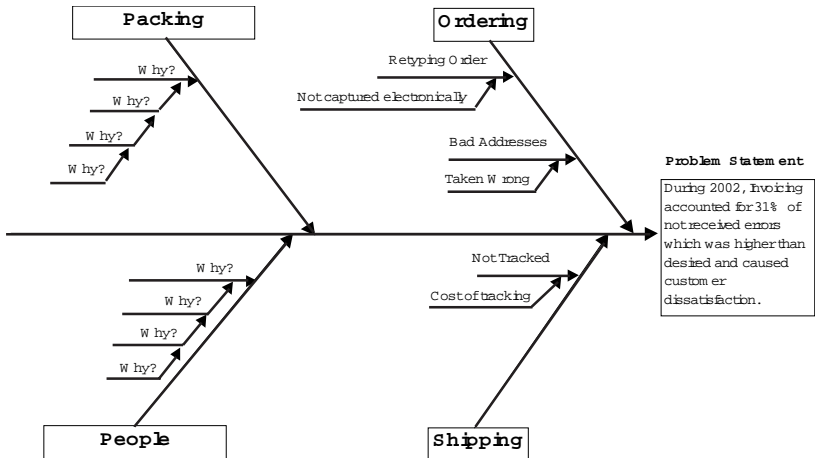 Packing
Ordering
Why?
Why?
Why?
Why?
Retyping Order
Not captured electronically
Bad Addresses
Taken Wrong
Problem Statement
During 2002, Invoicing
accounted for 31% of
not received errors
which was higher than
desired and caused
customer
dissatisfaction.
Why?
Why?
Why?
Why?
Not Tracked
Cost of tracking
People
Shipping